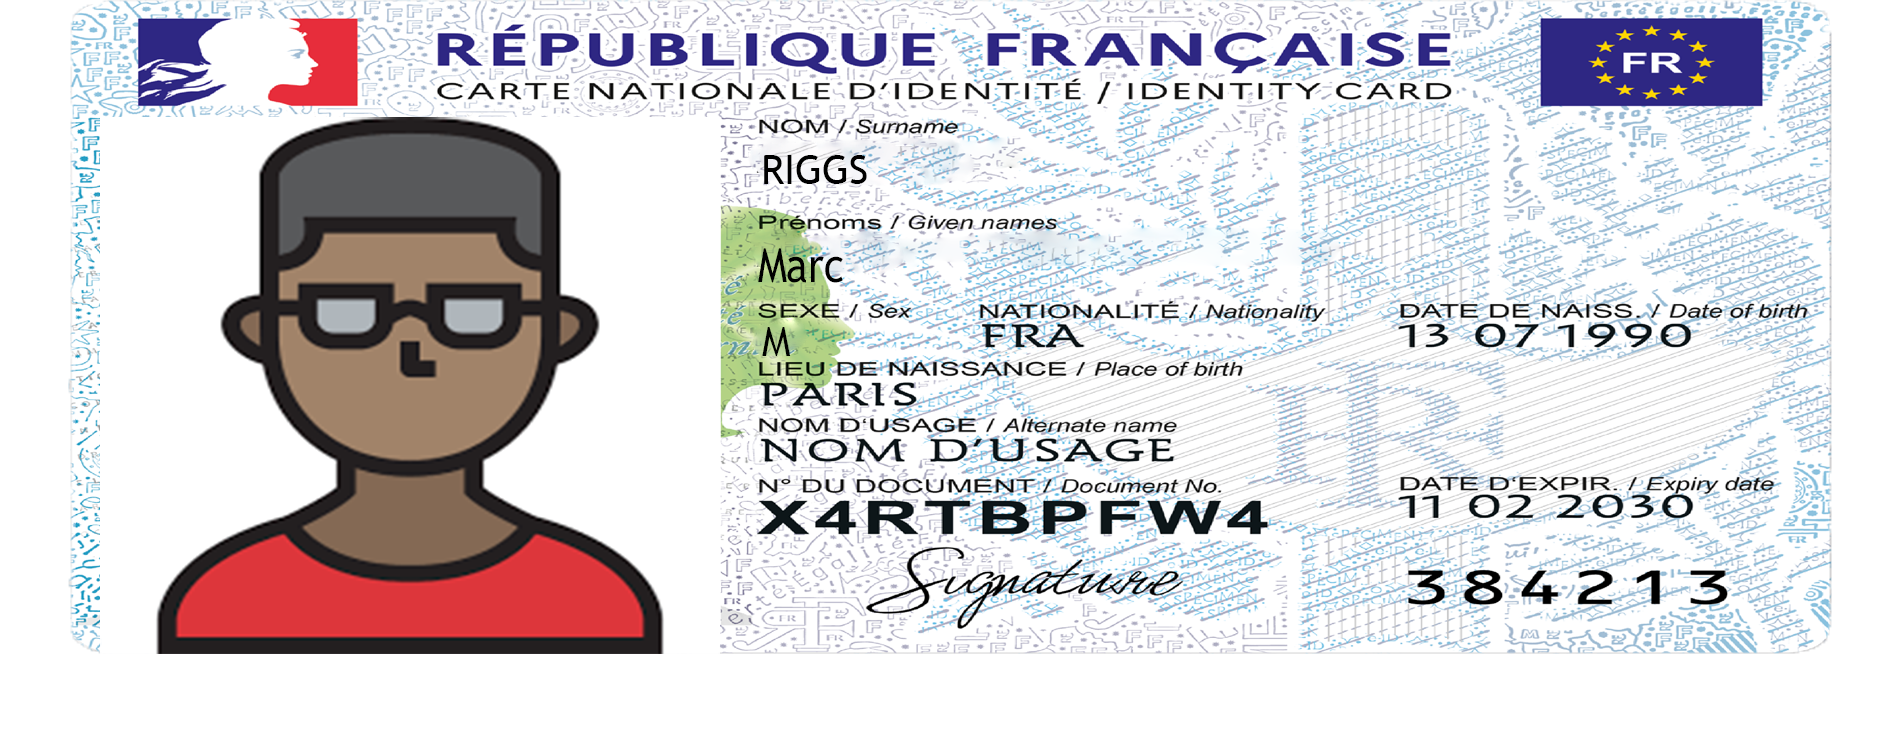 RÉPUBLIQUE FRANÇAISE
FR
CARTE NATIONALE D'IDENTITÉ / IDENTITY CARD
NOM / Surname
RIGGS
Prénoms / Given names
Marc
SEXE / Sex NATIONALITÉ / Nationality DATE DE NAISS. / Date of birth
M FRA 13 07 1990
LIEU DE NAISSANCE / Place of birth
PARIS
NOM D'USAGE / Alternate name
NOM D'USAGE
N° DU DOCUMENT / Document No. DATE D'EXPIR. / Expiry date
X4RTBPFW4 11 02 2030
Signature 384213